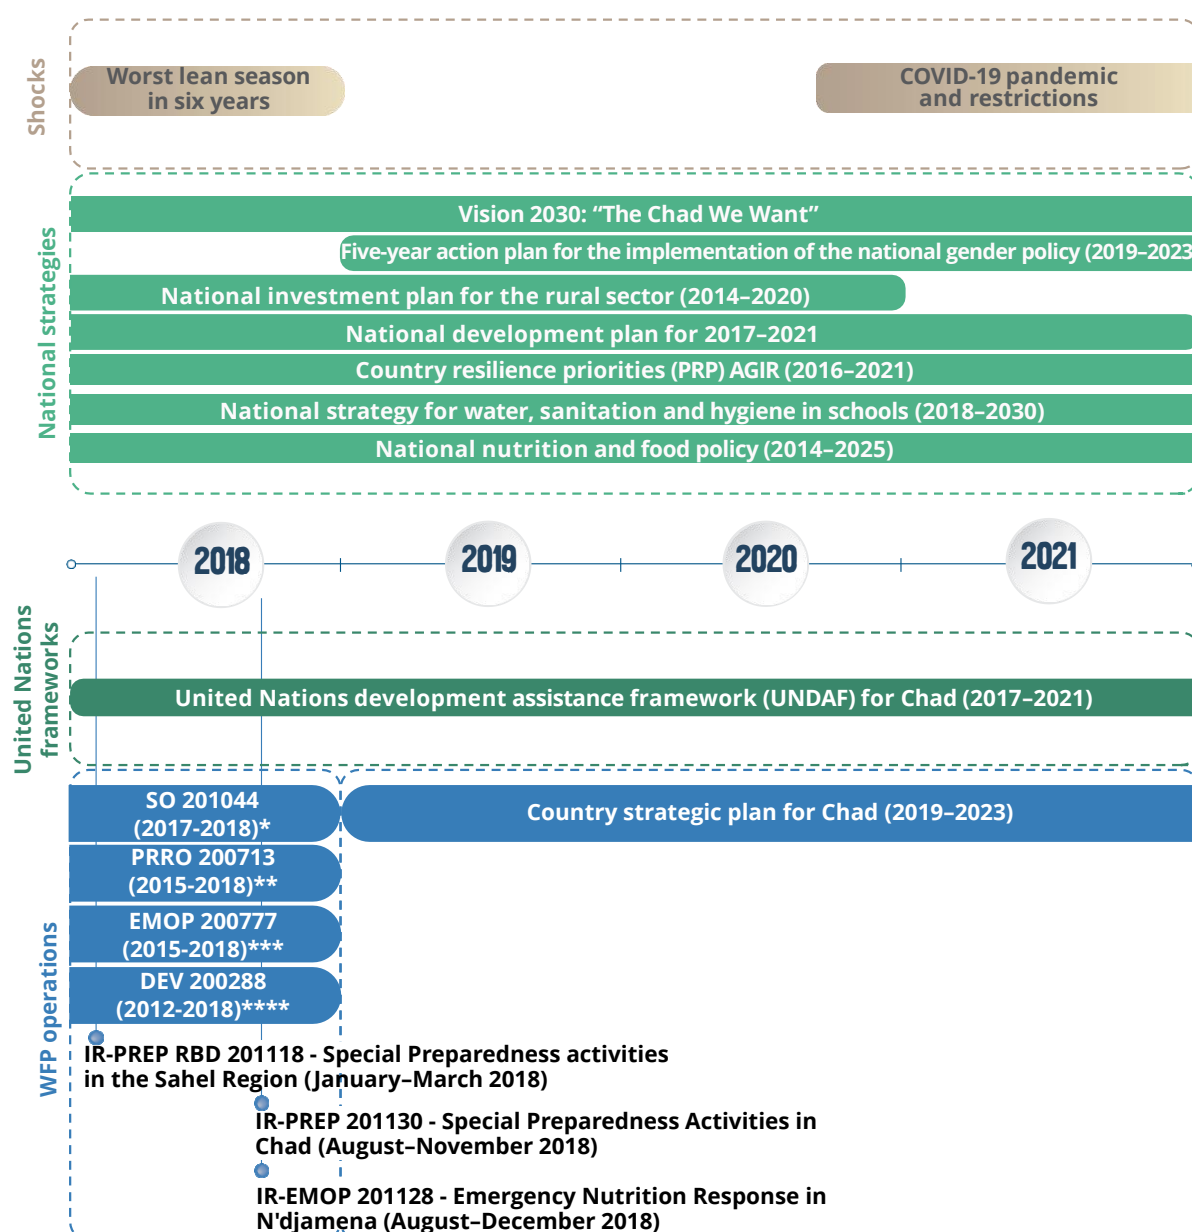 Shocks
Worst lean season
in six years
COVID-19 pandemic
and restrictions
National strategies
Vision 2030: “The Chad We Want”
Five-year action plan for the implementation of the national gender policy (2019–2023
National investment plan for the rural sector (2014–2020)
National development plan for 2017–2021
Country resilience priorities (PRP) AGIR (2016–2021)
National strategy for water, sanitation and hygiene in schools (2018–2030)
National nutrition and food policy (2014–2025)
2018
2019
2020
2021
United Nations
frameworks
United Nations development assistance framework (UNDAF) for Chad (2017–2021)
WFP operations
SO 201044
(2017-2018)*
Country strategic plan for Chad (2019–2023)
PRRO 200713
(2015-2018)**
EMOP 200777
(2015-2018)***
DEV 200288
(2012-2018)****
IR-PREP RBD 201118 - Special Preparedness activities
in the Sahel Region (January–March 2018)
IR-PREP 201130 - Special Preparedness Activities in
Chad (August–November 2018)
IR-EMOP 201128 - Emergency Nutrition Response in
N'djamena (August–December 2018)